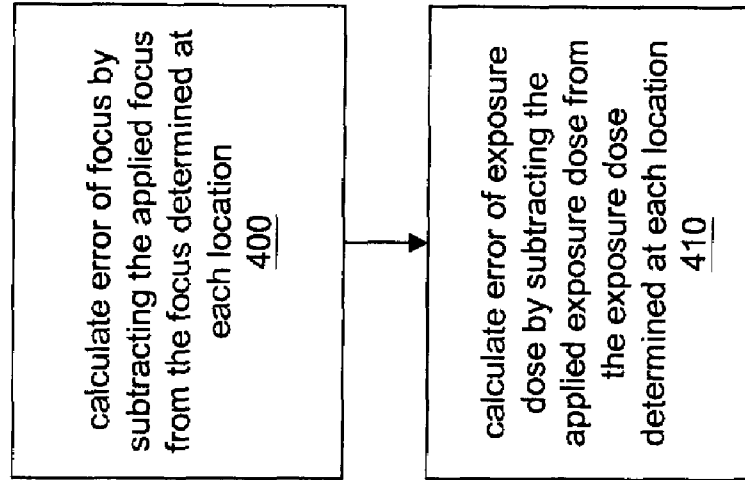 calculate error of focus by
subtracting the applied focus
from the focus determined at
each location
400
calculate error of exposure
dose by subtracting the
applied exposure dose from
the exposure dose
determined at each location
410